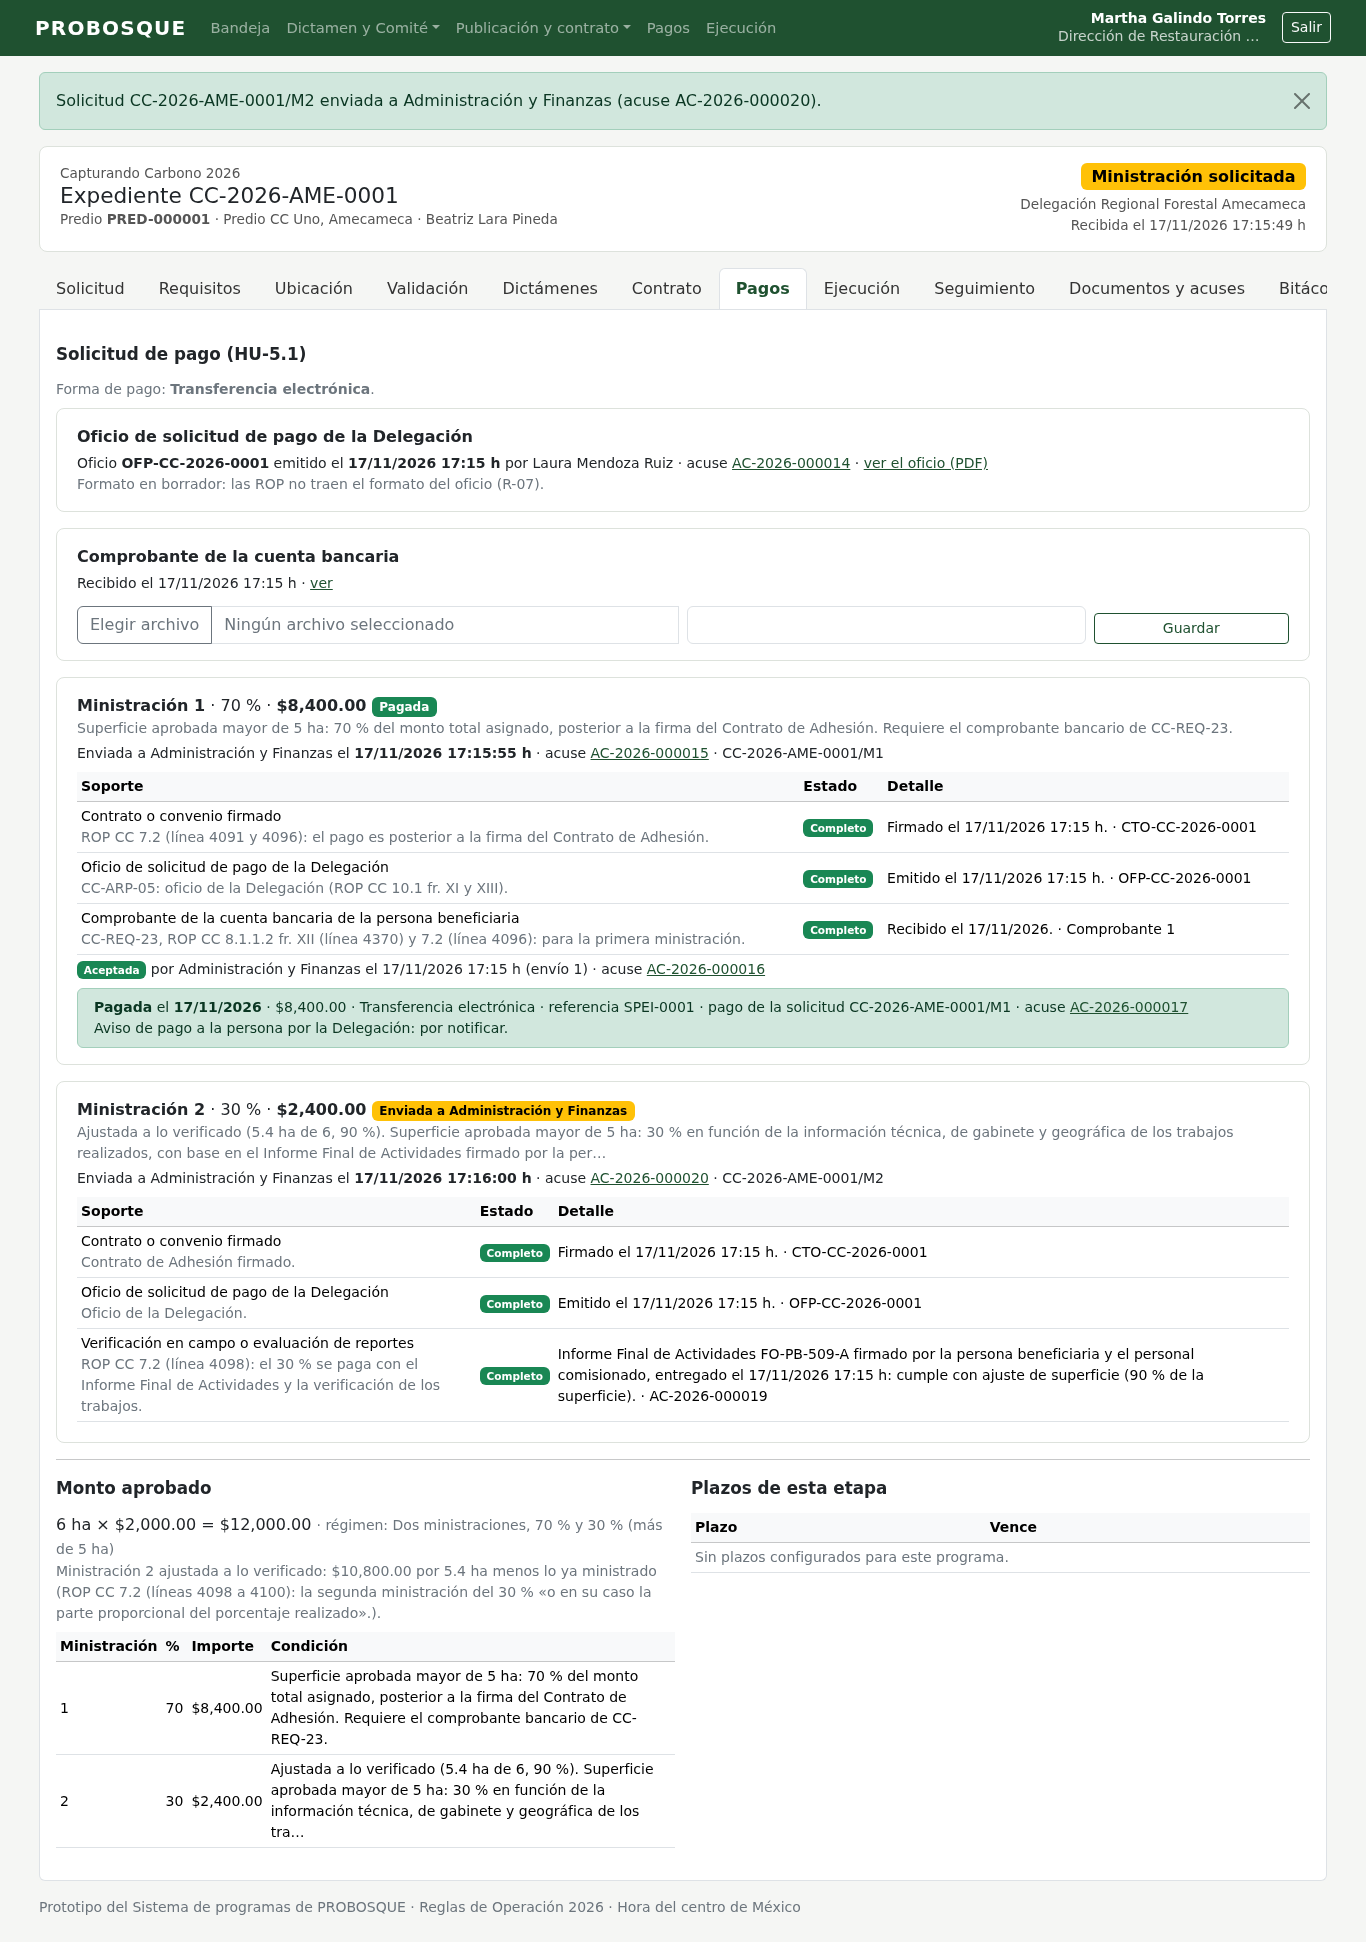 PROBOSQUE
Bandeja
Dictamen y Comité
Publicación y contrato
Pagos
Ejecución
Martha Galindo Torres
Dirección de Restauración …
Salir
Solicitud CC-2026-AME-0001/M2 enviada a Administración y Finanzas (acuse AC-2026-000020).
Capturando Carbono 2026
Expediente CC-2026-AME-0001
Predio PRED-000001 · Predio CC Uno, Amecameca · Beatriz Lara Pineda
Ministración solicitada
Delegación Regional Forestal Amecameca
Recibida el 17/11/2026 17:15:49 h
Solicitud
Requisitos
Ubicación
Validación
Dictámenes
Contrato
Pagos
Ejecución
Seguimiento
Documentos y acuses
Bitáco
Solicitud de pago (HU-5.1)
Forma de pago: Transferencia electrónica.
Oficio de solicitud de pago de la Delegación
Oficio OFP-CC-2026-0001 emitido el 17/11/2026 17:15 h por Laura Mendoza Ruiz · acuse AC-2026-000014 · ver el oficio (PDF)
Formato en borrador: las ROP no traen el formato del oficio (R-07).
Comprobante de la cuenta bancaria
Recibido el 17/11/2026 17:15 h · ver
Elegir archivo
Ningún archivo seleccionado
Guardar
Ministración 1 · 70 % · $8,400.00 Pagada
Superficie aprobada mayor de 5 ha: 70 % del monto total asignado, posterior a la firma del Contrato de Adhesión. Requiere el comprobante bancario de CC-REQ-23.
Enviada a Administración y Finanzas el 17/11/2026 17:15:55 h · acuse AC-2026-000015 · CC-2026-AME-0001/M1
Soporte Estado Detalle
Contrato o convenio firmado
ROP CC 7.2 (línea 4091 y 4096): el pago es posterior a la firma del Contrato de Adhesión.
Completo
Firmado el 17/11/2026 17:15 h. · CTO-CC-2026-0001
Oficio de solicitud de pago de la Delegación
CC-ARP-05: oficio de la Delegación (ROP CC 10.1 fr. XI y XIII).
Completo
Emitido el 17/11/2026 17:15 h. · OFP-CC-2026-0001
Comprobante de la cuenta bancaria de la persona beneficiaria
CC-REQ-23, ROP CC 8.1.1.2 fr. XII (línea 4370) y 7.2 (línea 4096): para la primera ministración.
Completo
Recibido el 17/11/2026. · Comprobante 1
Aceptada por Administración y Finanzas el 17/11/2026 17:15 h (envío 1) · acuse AC-2026-000016
Pagada el 17/11/2026 · $8,400.00 · Transferencia electrónica · referencia SPEI-0001 · pago de la solicitud CC-2026-AME-0001/M1 · acuse AC-2026-000017
Aviso de pago a la persona por la Delegación: por notificar.
Ministración 2 · 30 % · $2,400.00 Enviada a Administración y Finanzas
Ajustada a lo verificado (5.4 ha de 6, 90 %). Superficie aprobada mayor de 5 ha: 30 % en función de la información técnica, de gabinete y geográfica de los trabajos
realizados, con base en el Informe Final de Actividades firmado por la per…
Enviada a Administración y Finanzas el 17/11/2026 17:16:00 h · acuse AC-2026-000020 · CC-2026-AME-0001/M2
Soporte Estado Detalle
Contrato o convenio firmado
Contrato de Adhesión firmado.
Completo
Firmado el 17/11/2026 17:15 h. · CTO-CC-2026-0001
Oficio de solicitud de pago de la Delegación
Oficio de la Delegación.
Completo
Emitido el 17/11/2026 17:15 h. · OFP-CC-2026-0001
Verificación en campo o evaluación de reportes
ROP CC 7.2 (línea 4098): el 30 % se paga con el
Informe Final de Actividades y la verificación de los
trabajos.
Completo
Informe Final de Actividades FO-PB-509-A firmado por la persona beneficiaria y el personal
comisionado, entregado el 17/11/2026 17:15 h: cumple con ajuste de superficie (90 % de la
superficie). · AC-2026-000019
Monto aprobado
6 ha × $2,000.00 = $12,000.00 · régimen: Dos ministraciones, 70 % y 30 % (más
de 5 ha)
Ministración 2 ajustada a lo verificado: $10,800.00 por 5.4 ha menos lo ya ministrado
(ROP CC 7.2 (líneas 4098 a 4100): la segunda ministración del 30 % «o en su caso la
parte proporcional del porcentaje realizado».).
Ministración % Importe Condición
1 70 $8,400.00
Superficie aprobada mayor de 5 ha: 70 % del monto
total asignado, posterior a la firma del Contrato de
Adhesión. Requiere el comprobante bancario de CC-
REQ-23.
2 30 $2,400.00
Ajustada a lo verificado (5.4 ha de 6, 90 %). Superficie
aprobada mayor de 5 ha: 30 % en función de la
información técnica, de gabinete y geográfica de los
tra…
Plazos de esta etapa
Plazo Vence
Sin plazos configurados para este programa.
Prototipo del Sistema de programas de PROBOSQUE · Reglas de Operación 2026 · Hora del centro de México